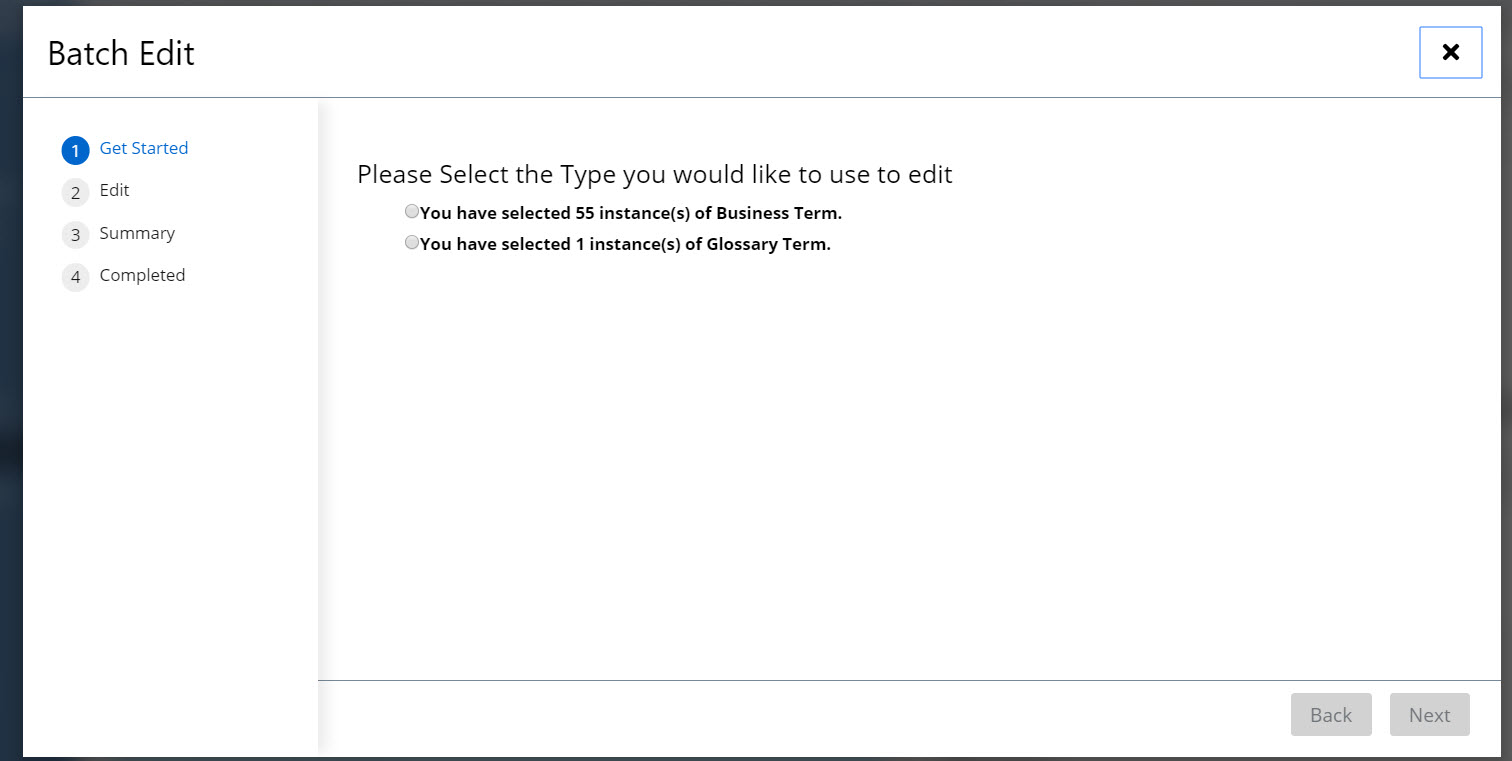 Batch Edit
1 Get Started
2 Edit
3 Summary
4 Completed
Please Select the Type you would like to use to edit
You have selected 55 instance(s) of Business Term.
You have selected 1 instance(s) of Glossary Term.
Back Next